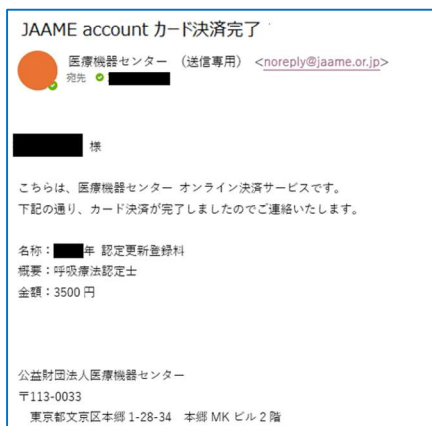 JAAME account カード決済完了
医療機器センター （送信専用） <noreply@jaame.or.jp>
宛先
様
こちらは、医療機器センター オンライン決済サービスです。
下記の通り、カード決済が完了しましたのでご連絡いたします。
名称：年 認定更新登録料
概要：呼吸療法認定士
金額：3500 円
公益財団法人医療機器センター
〒113-0033
東京都文京区本郷 1-28-34 本郷 MK ビル 2 階